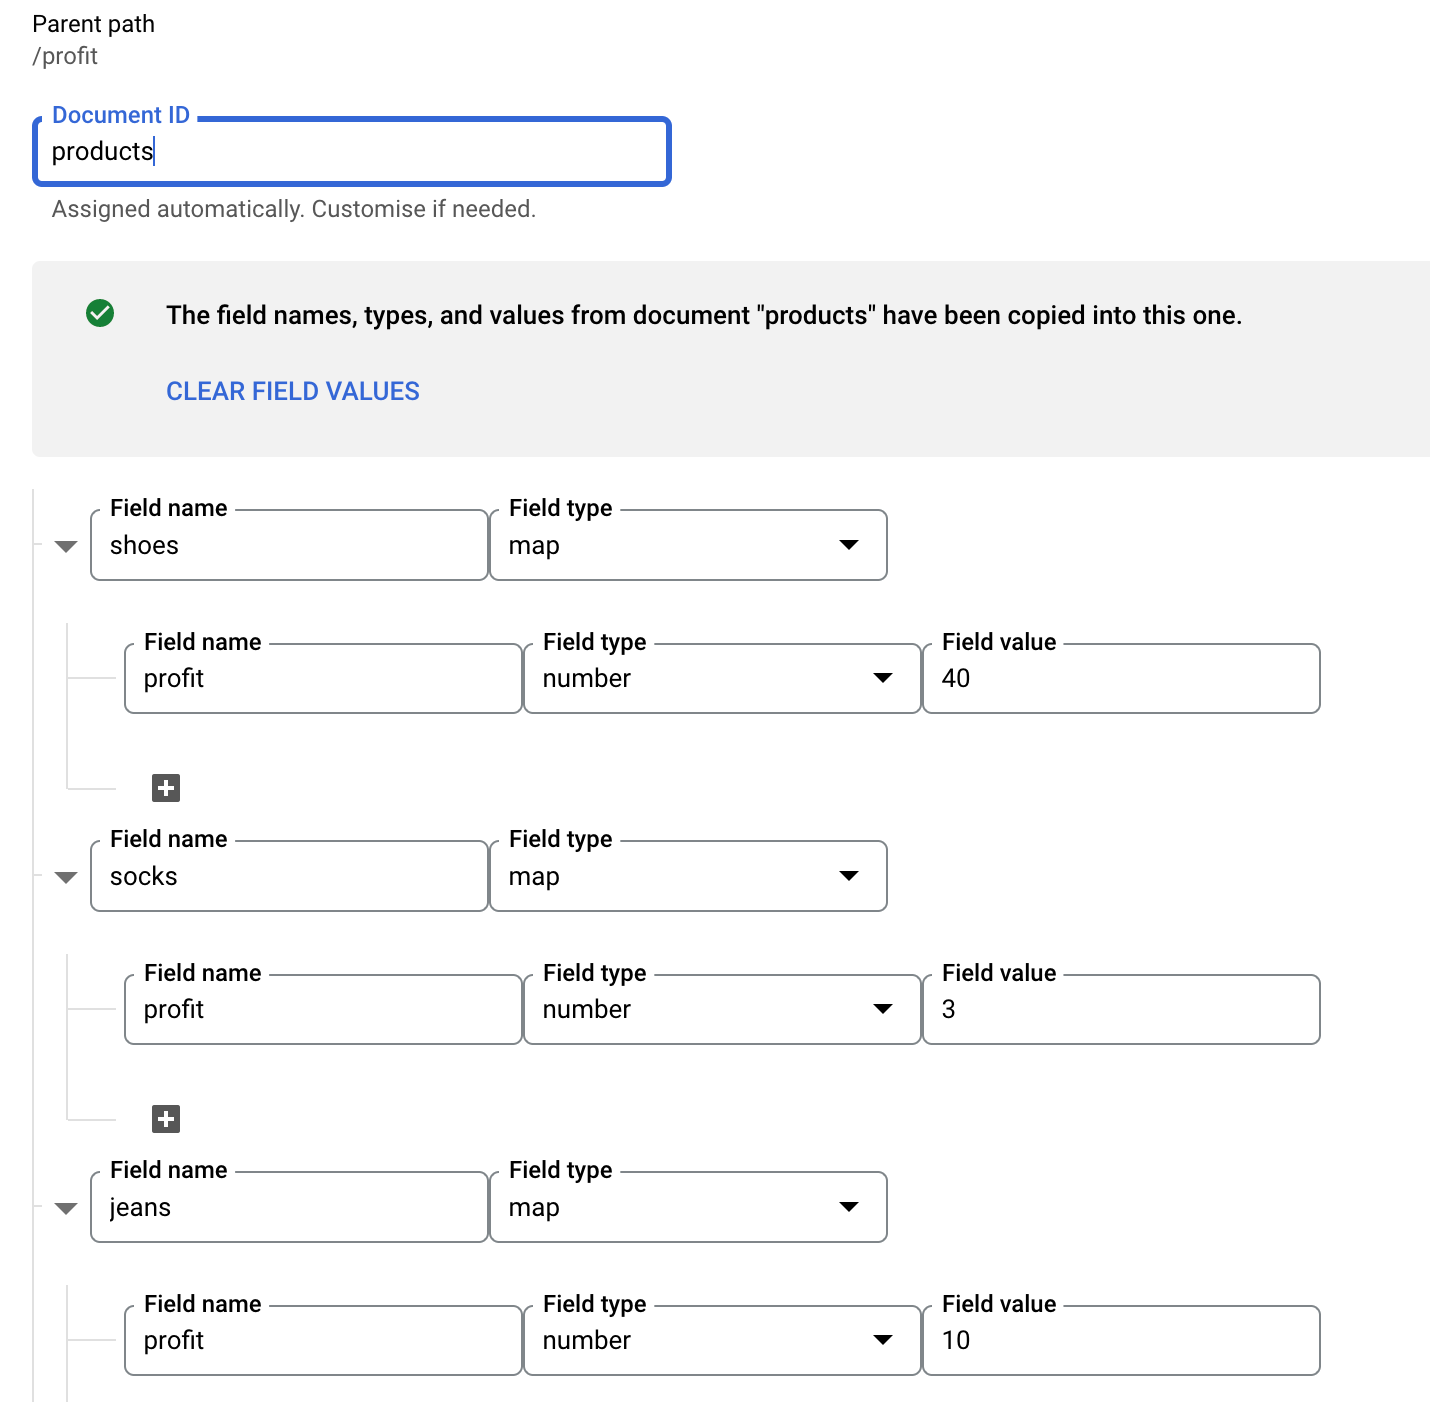 Parent path
/profit
Document ID
products
Assigned automatically. Customise if needed.
The field names, types, and values from document "products" have been copied into this one.
CLEAR FIELD VALUES
Field name Field type
shoes map
Field name Field type Field value
profit number 40
Field name Field type
socks map
Field name Field type Field value
profit number 3
Field name Field type
jeans map
Field name Field type Field value
profit number 10